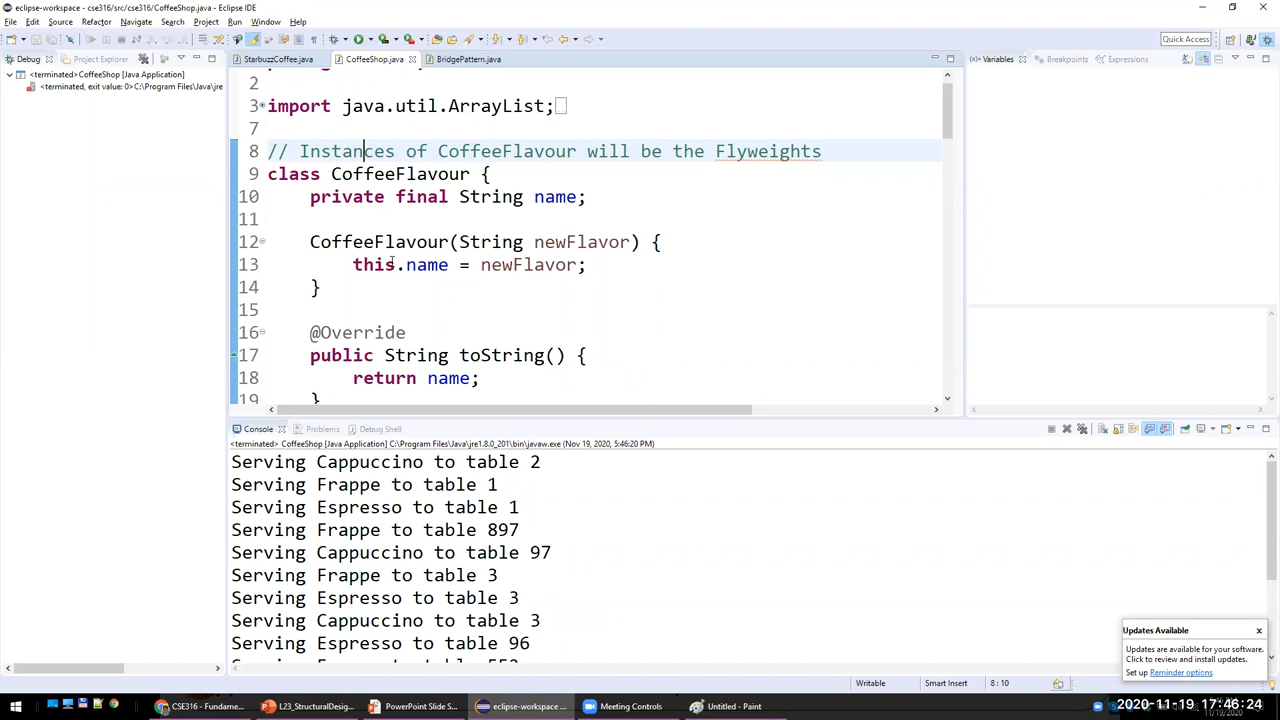 eclipse-workspace - cse316/src/cse316/CoffeeShop.java - Eclipse IDE
File Edit Source Refactor Navigate Search Project Run Window Help
Quick Access
Debug Project Explorer
StarbuzzCoffee.java CoffeeShop.java BridgePattern.java
Variables Breakpoints Expressions
<terminated>CoffeeShop [Java Application]
<terminated, exit value: 0>C:\Program Files\Java\jre
2
3 import java.util.ArrayList;
7
8 // Instances of CoffeeFlavour will be the Flyweights
9 class CoffeeFlavour {
10 private final String name;
11
12 CoffeeFlavour(String newFlavor) {
13 this.name = newFlavor;
14 }
15
16 @Override
17 public String toString() {
18 return name;
19 }
Console Problems Debug Shell
<terminated> CoffeeShop [Java Application] C:\Program Files\Java\jre1.8.0_201\bin\javaw.exe (Nov 19, 2020, 5:46:20 PM)
Serving Cappuccino to table 2
Serving Frappe to table 1
Serving Espresso to table 1
Serving Frappe to table 897
Serving Cappuccino to table 97
Serving Frappe to table 3
Serving Espresso to table 3
Serving Cappuccino to table 3
Serving Espresso to table 96
Updates Available
Updates are available for your software.
Click to review and install updates.
Set up Reminder options
Writable Smart Insert 8 : 10
CSE316 - Fundame... L23_StructuralDesig... PowerPoint Slide S... eclipse-workspace ... Meeting Controls Untitled - Paint
2020-11-19 17:46:24